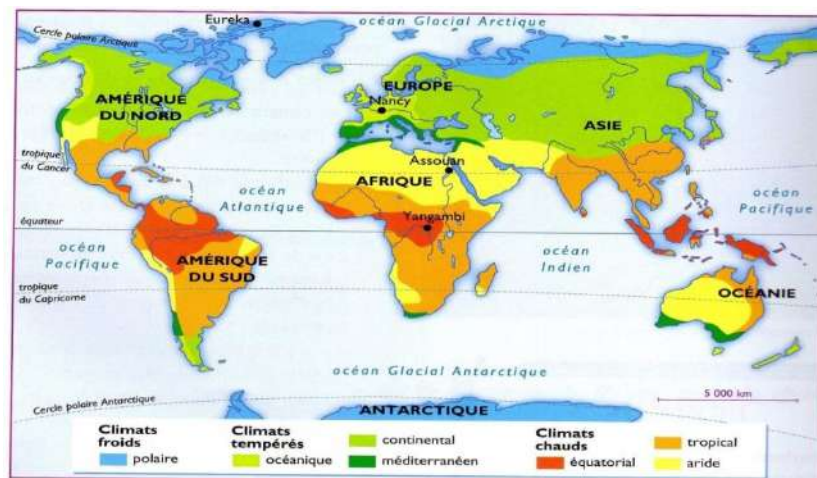 Eureka
océan Glacial Arctique
Cercle polaire Arctique
EUROPE
Nancy
AMÉRIQUE
DU NORD
ASIE
tropique
du Cancer
Assouan
AFRIQUE
océan
Atlantique
océan
Pacifique
équateur
Yangambi
océan
Pacifique
océan
Indien
AMÉRIQUE
DU SUD
tropique
du Capricorne
OCÉANIE
océan Glacial Antarctique
5 000 km
Cercle polaire Antarctique
ANTARCTIQUE
Climats
froids
polaire
Climats
tempérés
océanique
continental
méditerranéen
Climats
chauds
équatorial
tropical
aride